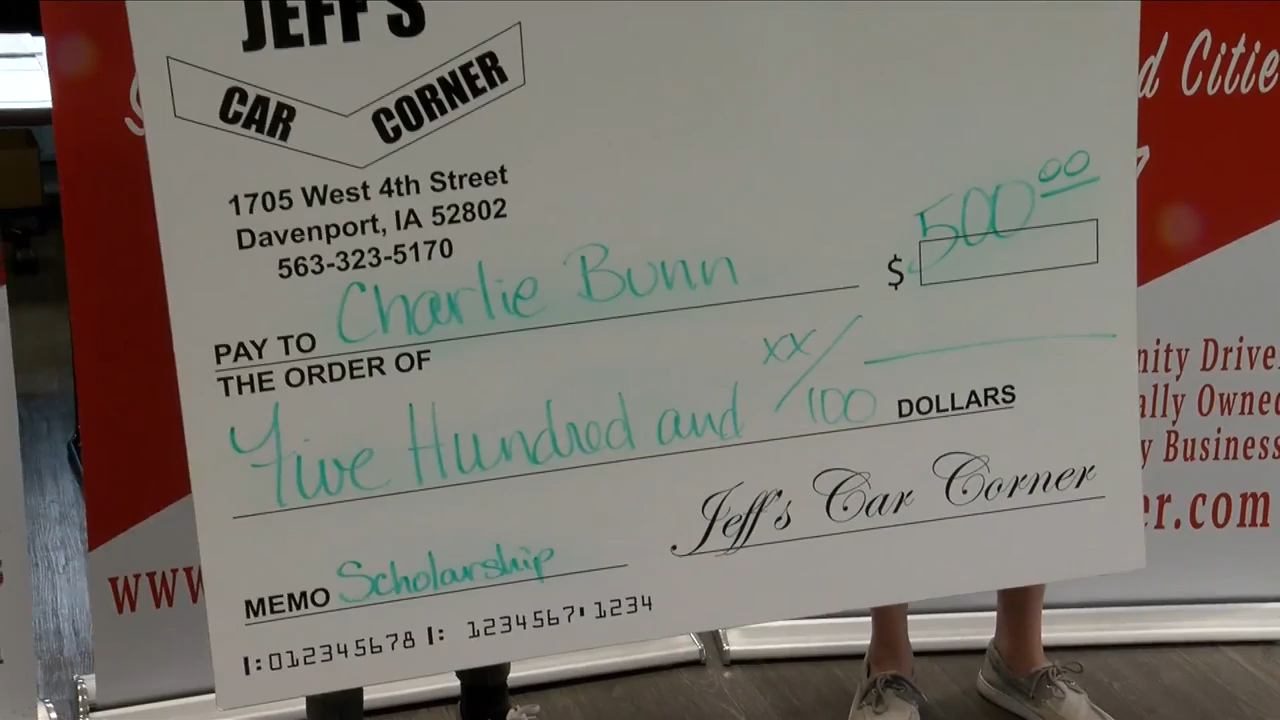 JEFF'S
CAR CORNER
1705 West 4th Street
Davenport, IA 52802
563-323-5170
PAY TO THE ORDER OF Charlie Bunn $ 500.00
Five Hundred and xx/100 DOLLARS
Jeff's Car Corner
MEMO Scholarship
|:012345678|: 1234567'1234
d Citie
nity Drive
ally Owned
y Business
er.com
www